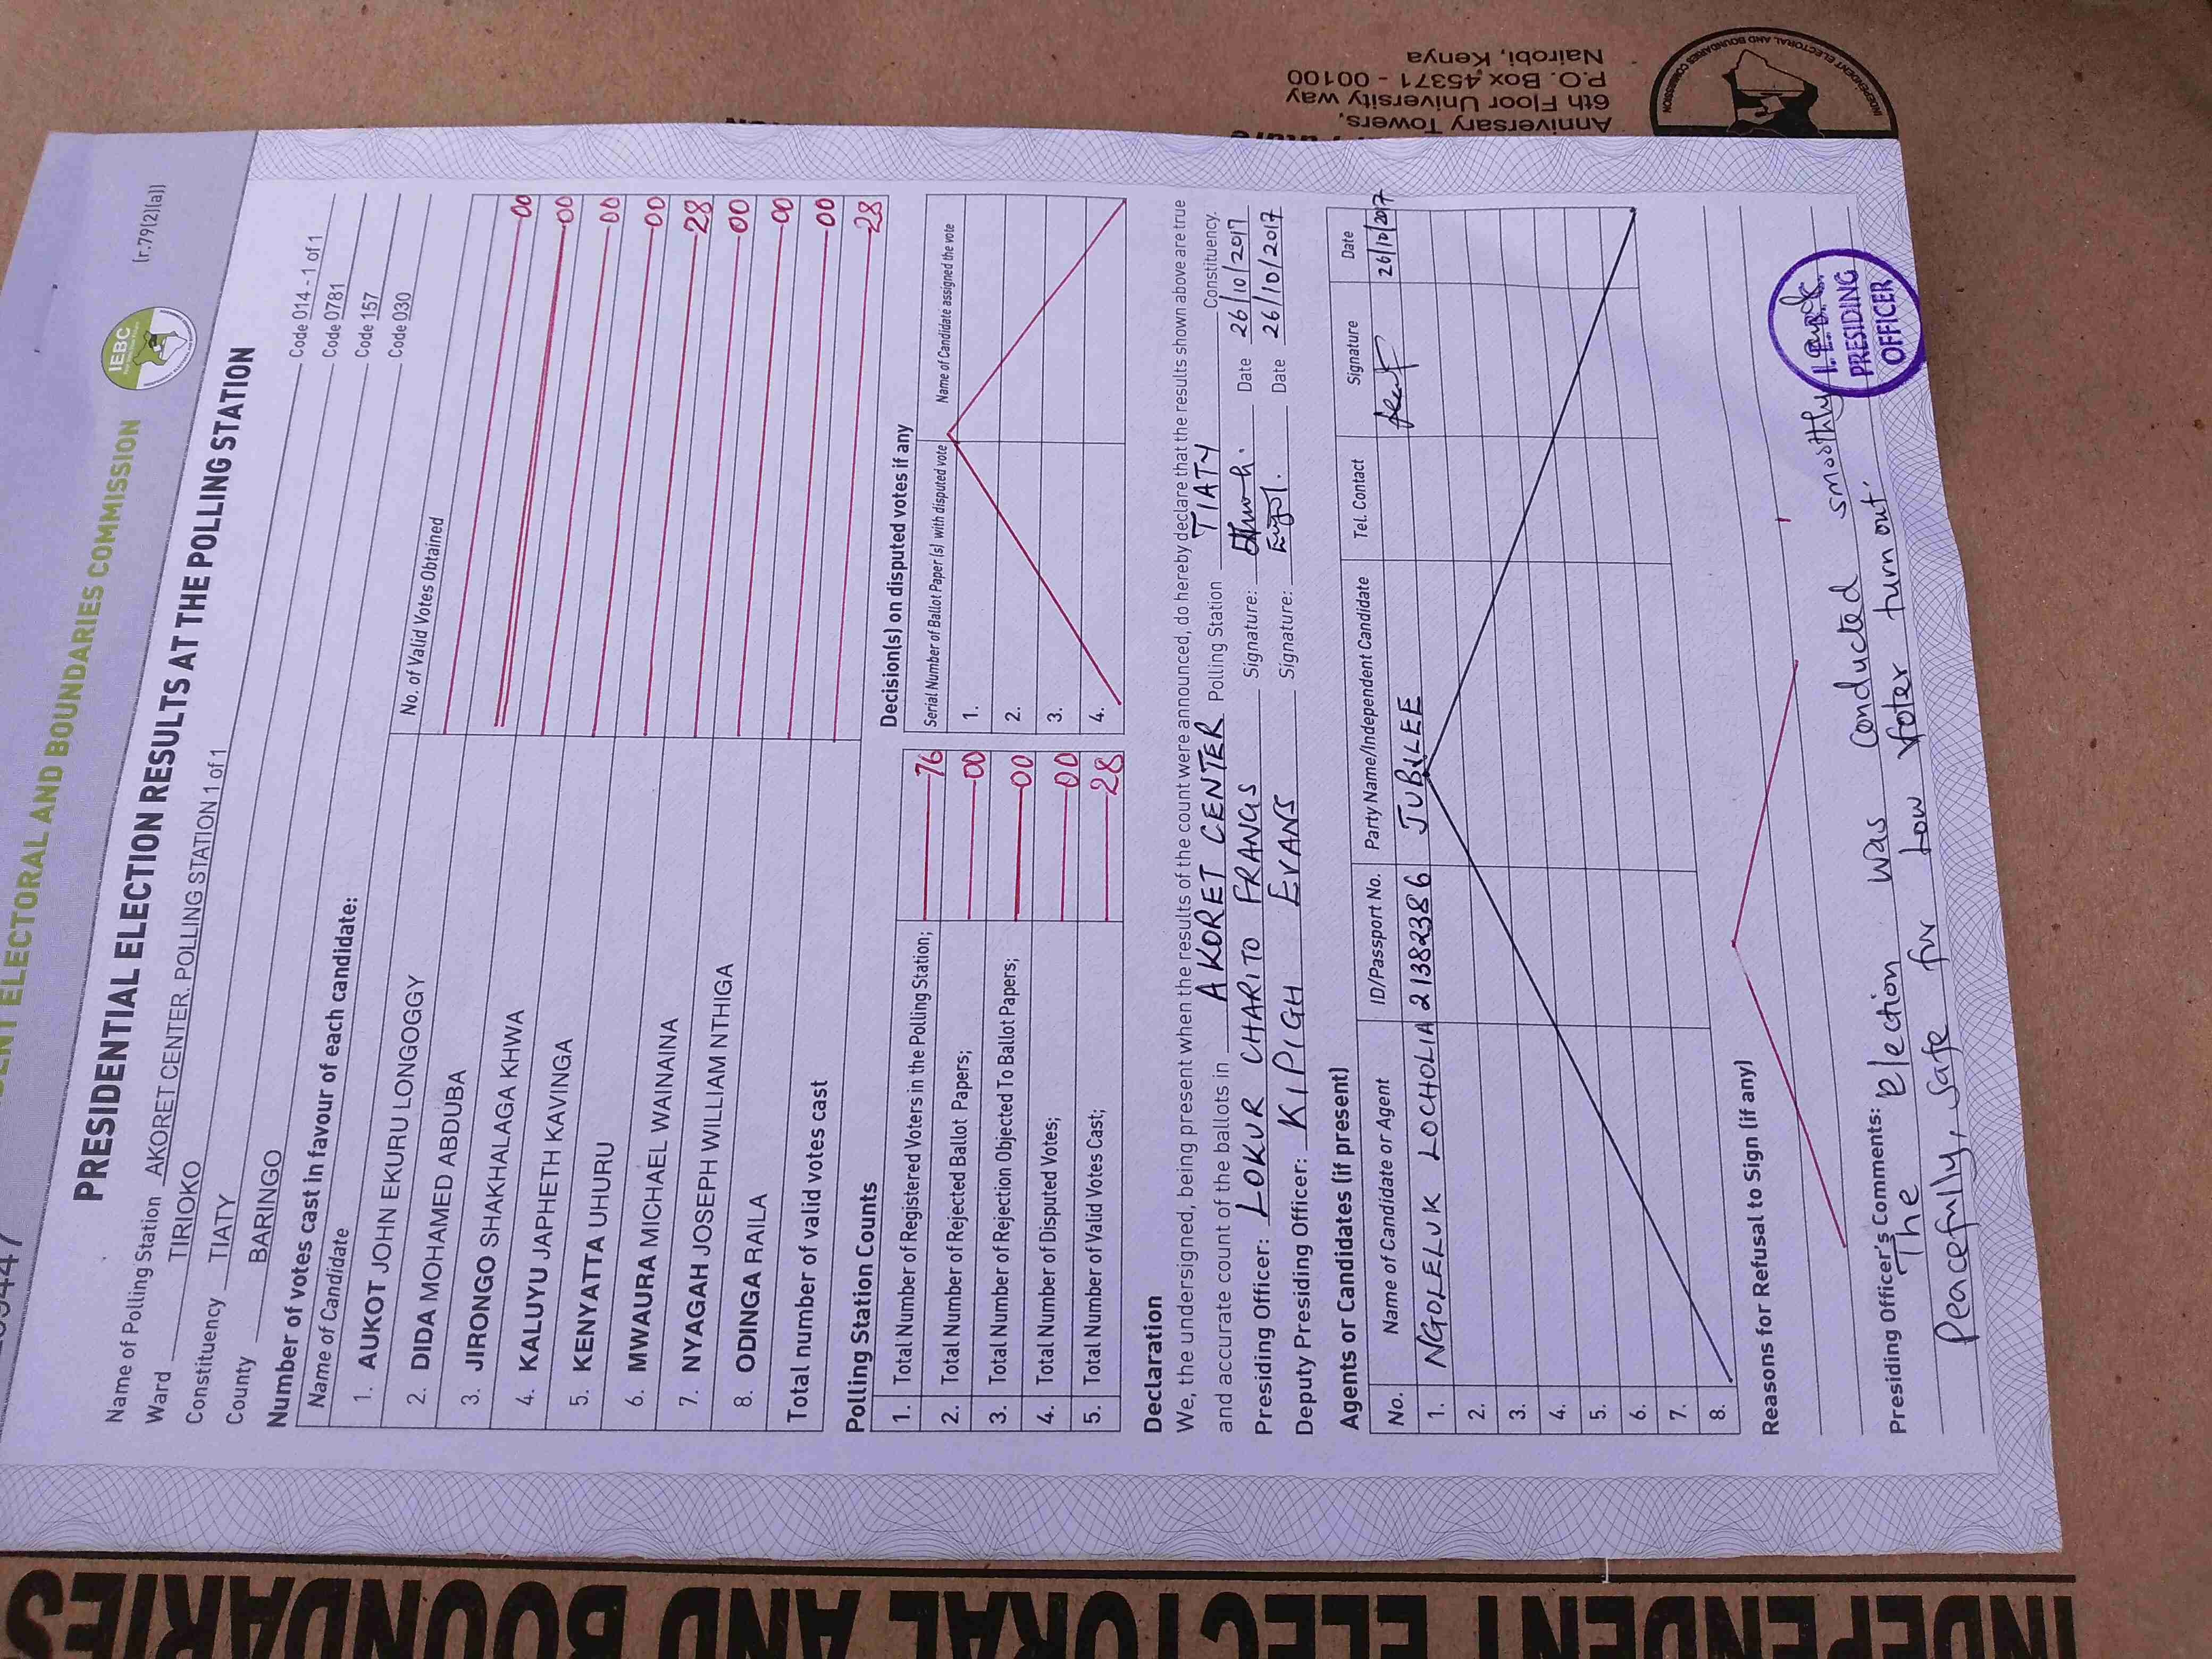 INDEPENDENT ELECTORAL AND BOUNDARIES COMMISSION
IEBC
(r.79(2)(a))
PRESIDENTIAL ELECTION RESULTS AT THE POLLING STATION
Name of Polling Station AKORET CENTER. POLLING STATION 1 of 1 Code 014 - 1 of 1
Ward TIRIOKO Code 0781
Constituency TIATY Code 157
County BARINGO Code 030
Number of votes cast in favour of each candidate:
Name of Candidate No. of Valid Votes Obtained
1. AUKOT JOHN EKURU LONGOGGY 00
2. DIDA MOHAMED ABDUBA 00
3. JIRONGO SHAKHALAGA KHWA 00
4. KALUYU JAPHETH KAVINGA 00
5. KENYATTA UHURU 28
6. MWAURA MICHAEL WAINAINA 00
7. NYAGAH JOSEPH WILLIAM NTHIGA 00
8. ODINGA RAILA 00
Total number of valid votes cast 28
Polling Station Counts
1. Total Number of Registered Voters in the Polling Station; 76
2. Total Number of Rejected Ballot Papers; 00
3. Total Number of Rejection Objected To Ballot Papers; 00
4. Total Number of Disputed Votes; 00
5. Total Number of Valid Votes Cast; 28
Decision(s) on disputed votes if any
Serial Number of Ballot Paper (s) with disputed vote Name of Candidate assigned the vote
1.
2.
3.
4.
Declaration
We, the undersigned, being present when the results of the count were announced, do hereby declare that the results shown above are true
and accurate count of the ballots in AKORET CENTER Polling Station TIATY Constituency.
Presiding Officer: LOKUR CHARITO FRANCIS Signature: Date 26/10/2017
Deputy Presiding Officer: KIPIGH EVANS Signature: Date 26/10/2017
Agents or Candidates (if present)
No. Name of Candidate or Agent ID/Passport No. Party Name/Independent Candidate Tel. Contact Signature Date
1. NGOLELUK LOCHOLIA 21382386 JUBILEE 26/10/2017
2.
3.
4.
5.
6.
7.
8.
Reasons for Refusal to Sign (if any)
Presiding Officer's Comments:
The election was conducted smoothly
Peacefully, safe for low voter turn out.
PRESIDING
OFFICER
Anniversary Towers,
6th Floor University way
P.O. Box 45371 - 00100
Nairobi, Kenya
INDEPENDENT ELECTORAL AND BOUNDARIES COMMISSION
INDEPENDENT ELECTORAL AND BOUNDARIES